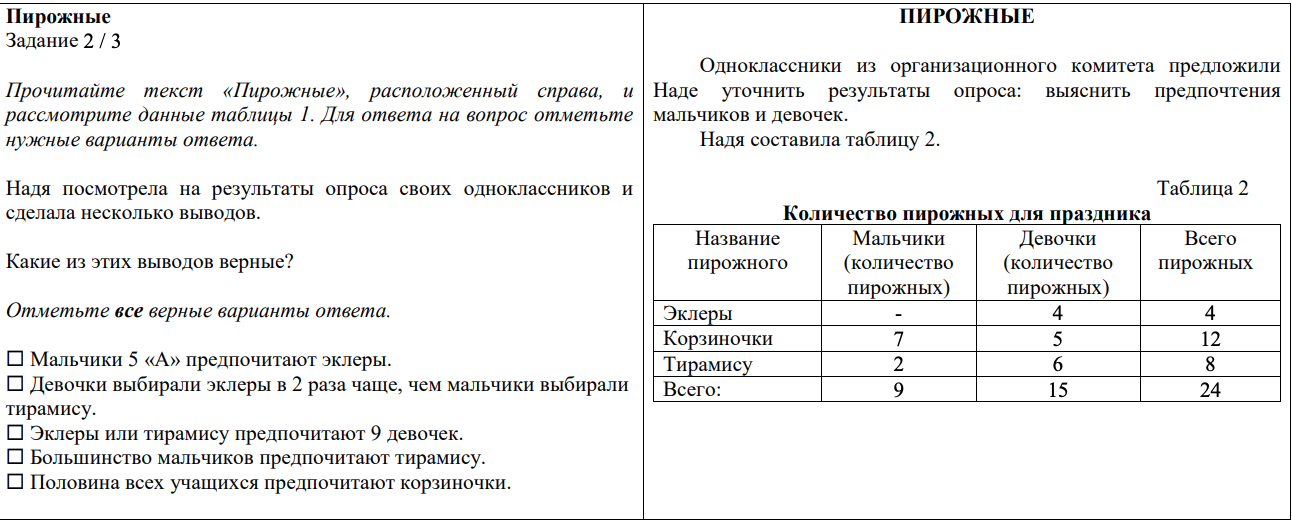 Пирожные
Задание 2 / 3
Прочитайте текст «Пирожные», расположенный справа, и
рассмотрите данные таблицы 1. Для ответа на вопрос отметьте
нужные варианты ответа.
Надя посмотрела на результаты опроса своих одноклассников и
сделала несколько выводов.
Какие из этих выводов верные?
Отметьте все верные варианты ответа.
☐ Мальчики 5 «А» предпочитают эклеры.
☐ Девочки выбирали эклеры в 2 раза чаще, чем мальчики выбирали
тирамису.
☐ Эклеры или тирамису предпочитают 9 девочек.
☐ Большинство мальчиков предпочитают тирамису.
☐ Половина всех учащихся предпочитают корзиночки.
ПИРОЖНЫЕ
Одноклассники из организационного комитета предложили
Наде уточнить результаты опроса: выяснить предпочтения
мальчиков и девочек.
Надя составила таблицу 2.
Таблица 2
Количество пирожных для праздника
Название Мальчики Девочки Всего
пирожного (количество (количество пирожных
пирожных) пирожных)
Эклеры - 4 4
Корзиночки 7 5 12
Тирамису 2 6 8
Всего: 9 15 24